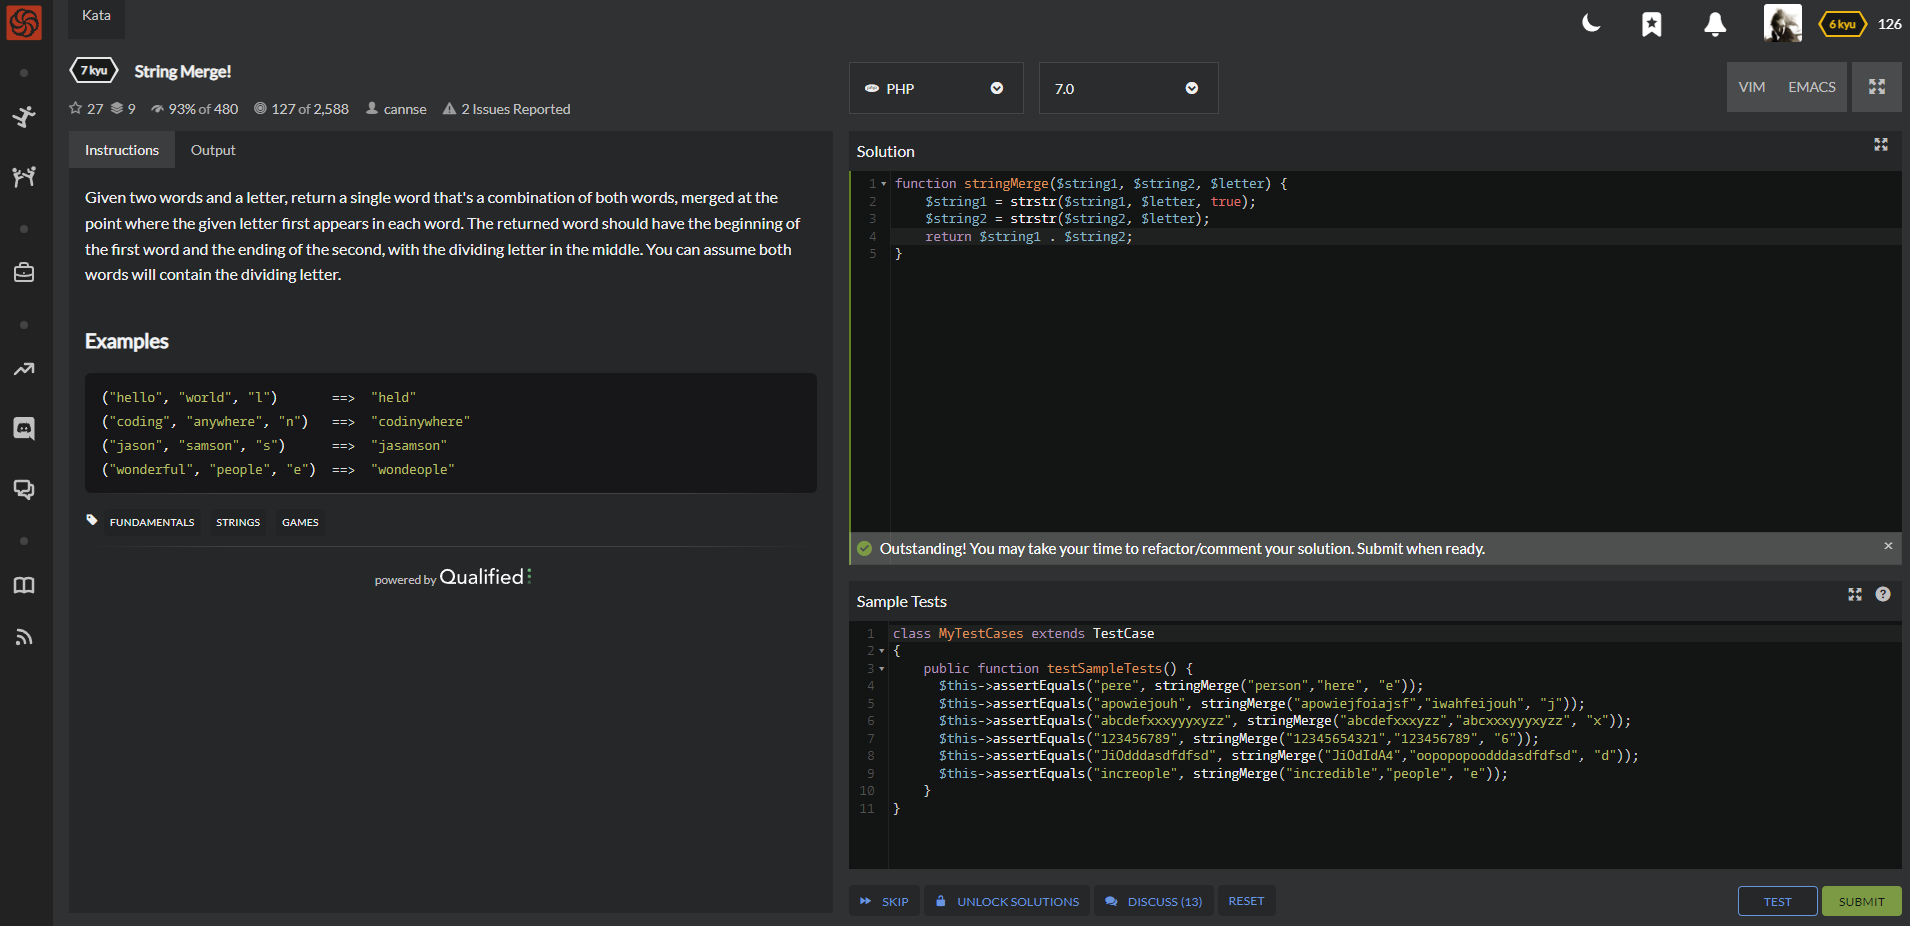 Kata
6 kyu 126
7 kyu String Merge!
27 9 93% of 480 127 of 2,588 cannse 2 Issues Reported
Instructions Output
Given two words and a letter, return a single word that's a combination of both words, merged at the
point where the given letter first appears in each word. The returned word should have the beginning of
the first word and the ending of the second, with the dividing letter in the middle. You can assume both
words will contain the dividing letter.
Examples
("hello", "world", "l") ==> "held"
("coding", "anywhere", "n") ==> "codinywhere"
("jason", "samson", "s") ==> "jasamson"
("wonderful", "people", "e") ==> "wondeople"
FUNDAMENTALS STRINGS GAMES
powered by Qualified
PHP 7.0 VIM EMACS
Solution
1 function stringMerge($string1, $string2, $letter) {
2 $string1 = strstr($string1, $letter, true);
3 $string2 = strstr($string2, $letter);
4 return $string1 . $string2;
5 }
Outstanding! You may take your time to refactor/comment your solution. Submit when ready. ×
Sample Tests ?
1 class MyTestCases extends TestCase
2 {
3 public function testSampleTests() {
4 $this->assertEquals("pere", stringMerge("person","here", "e"));
5 $this->assertEquals("apowiejouh", stringMerge("apowiejfoiajsf","iwahfeijouh", "j"));
6 $this->assertEquals("abcdefxxxyyyxyzz", stringMerge("abcdefxxxyzz","abcxxxyyyxyzz", "x"));
7 $this->assertEquals("123456789", stringMerge("12345654321","123456789", "6"));
8 $this->assertEquals("JiOdddasdfdfsd", stringMerge("JiOdIdA4","oopopopoodddasdfdfsd", "d"));
9 $this->assertEquals("increople", stringMerge("incredible","people", "e"));
10 }
11 }
SKIP UNLOCK SOLUTIONS DISCUSS (13) RESET TEST SUBMIT